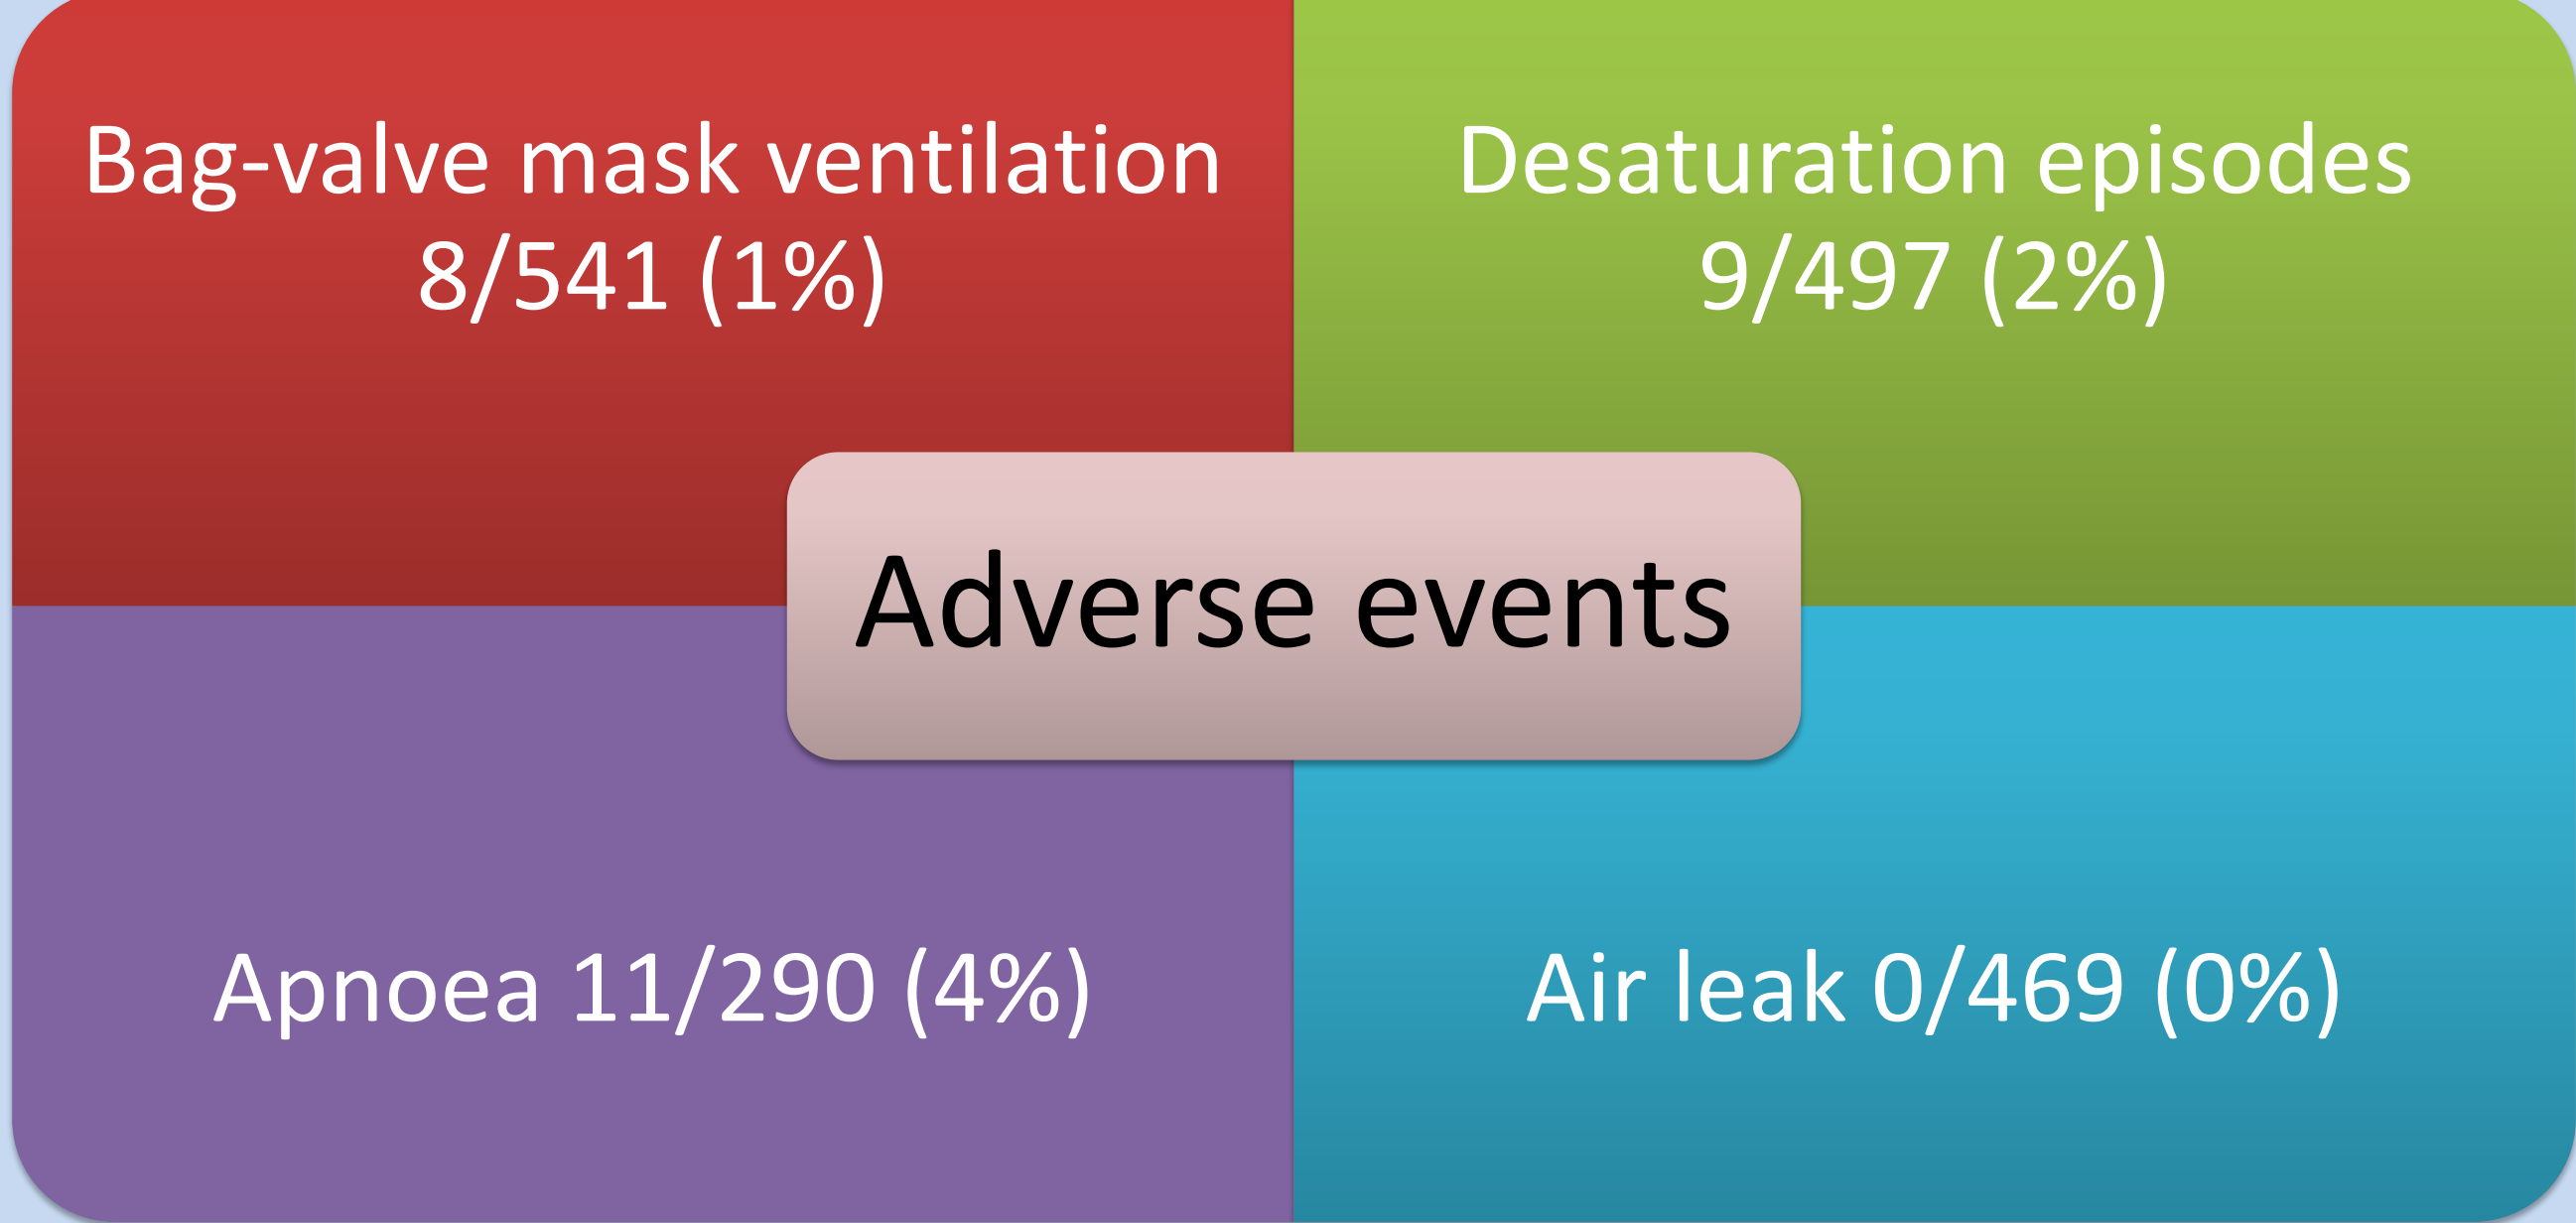 Bag-valve mask ventilation
8/541 (1%)
Desaturation episodes
9/497 (2%)
Adverse events
Apnoea 11/290 (4%)
Air leak 0/469 (0%)